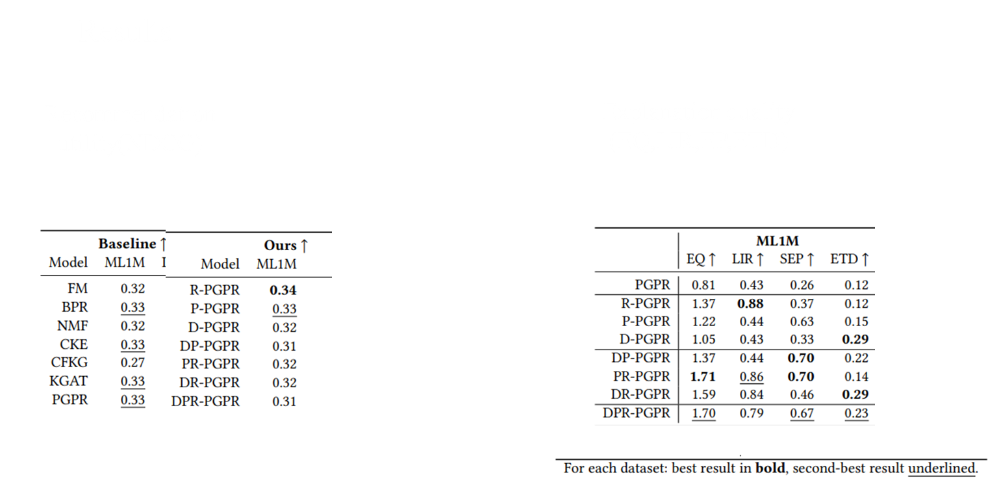 Baseline ↑
Model ML1M
FM 0.32
BPR 0.33
NMF 0.32
CKE 0.33
CFKG 0.27
KGAT 0.33
PGPR 0.33
Ours ↑
Model ML1M
R-PGPR 0.34
P-PGPR 0.33
D-PGPR 0.32
DP-PGPR 0.31
PR-PGPR 0.32
DR-PGPR 0.32
DPR-PGPR 0.31
ML1M
EQ ↑ LIR ↑ SEP ↑ ETD ↑
PGPR 0.81 0.43 0.26 0.12
R-PGPR 1.37 0.88 0.37 0.12
P-PGPR 1.22 0.44 0.63 0.15
D-PGPR 1.05 0.43 0.33 0.29
DP-PGPR 1.37 0.44 0.70 0.22
PR-PGPR 1.71 0.86 0.70 0.14
DR-PGPR 1.59 0.84 0.46 0.29
DPR-PGPR 1.70 0.79 0.67 0.23
For each dataset: best result in bold, second-best result underlined.